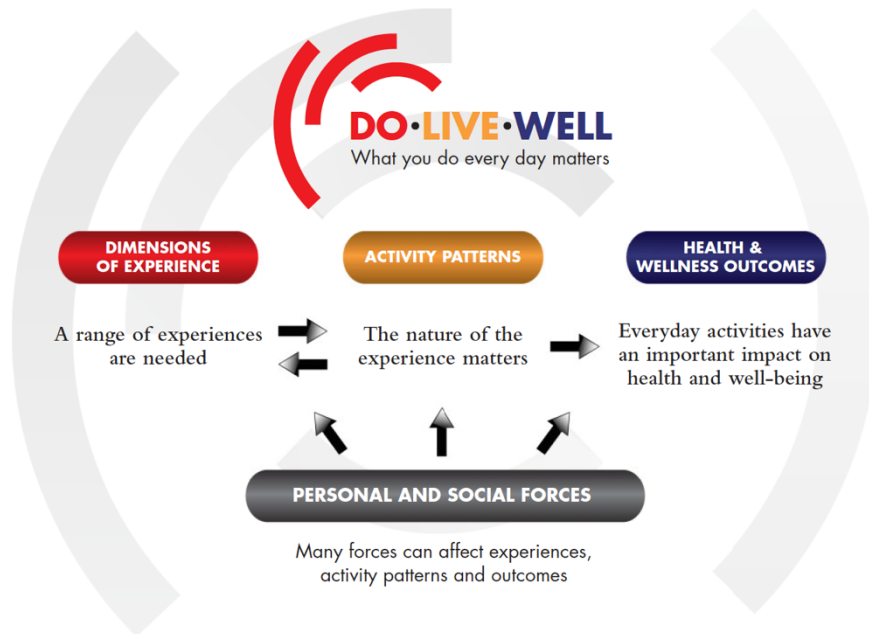 DO•LIVE•WELL
What you do every day matters
DIMENSIONS
OF EXPERIENCE
A range of experiences
are needed
ACTIVITY PATTERNS
The nature of the
experience matters
HEALTH &
WELLNESS OUTCOMES
Everyday activities have
an important impact on
health and well-being
PERSONAL AND SOCIAL FORCES
Many forces can affect experiences,
activity patterns and outcomes